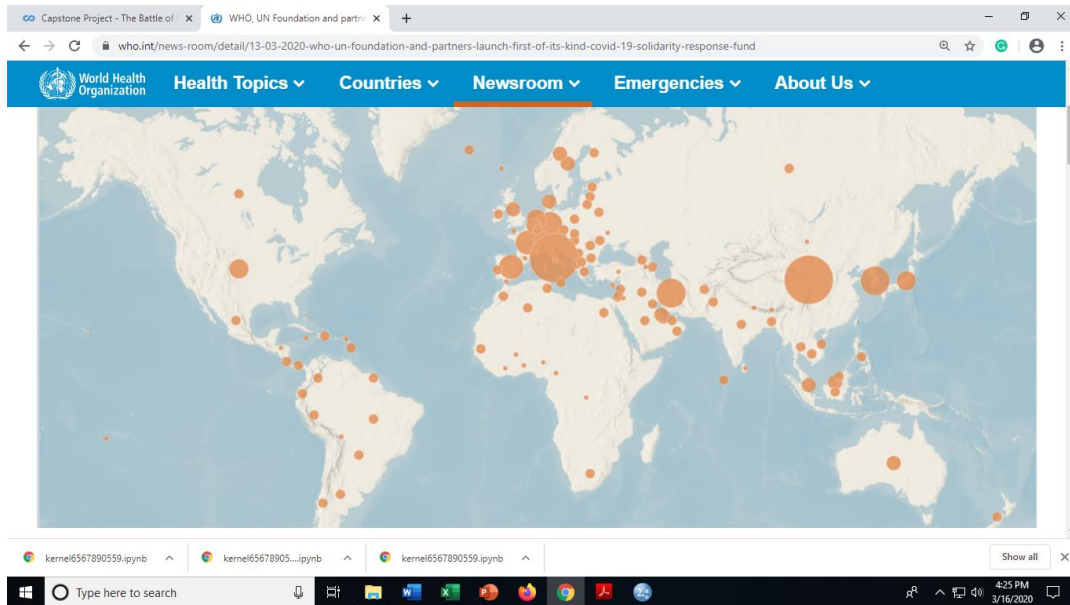 Capstone Project - The Battle of
WHO, UN Foundation and partn
who.int/news-room/detail/13-03-2020-who-un-foundation-and-partners-launch-first-of-its-kind-covid-19-solidarity-response-fund
World Health
Organization
Health Topics
Countries
Newsroom
Emergencies
About Us
kernel6567890559.ipynb
kernel65678905....ipynb
kernel6567890559.ipynb
Show all
Type here to search
4:25 PM
3/16/2020